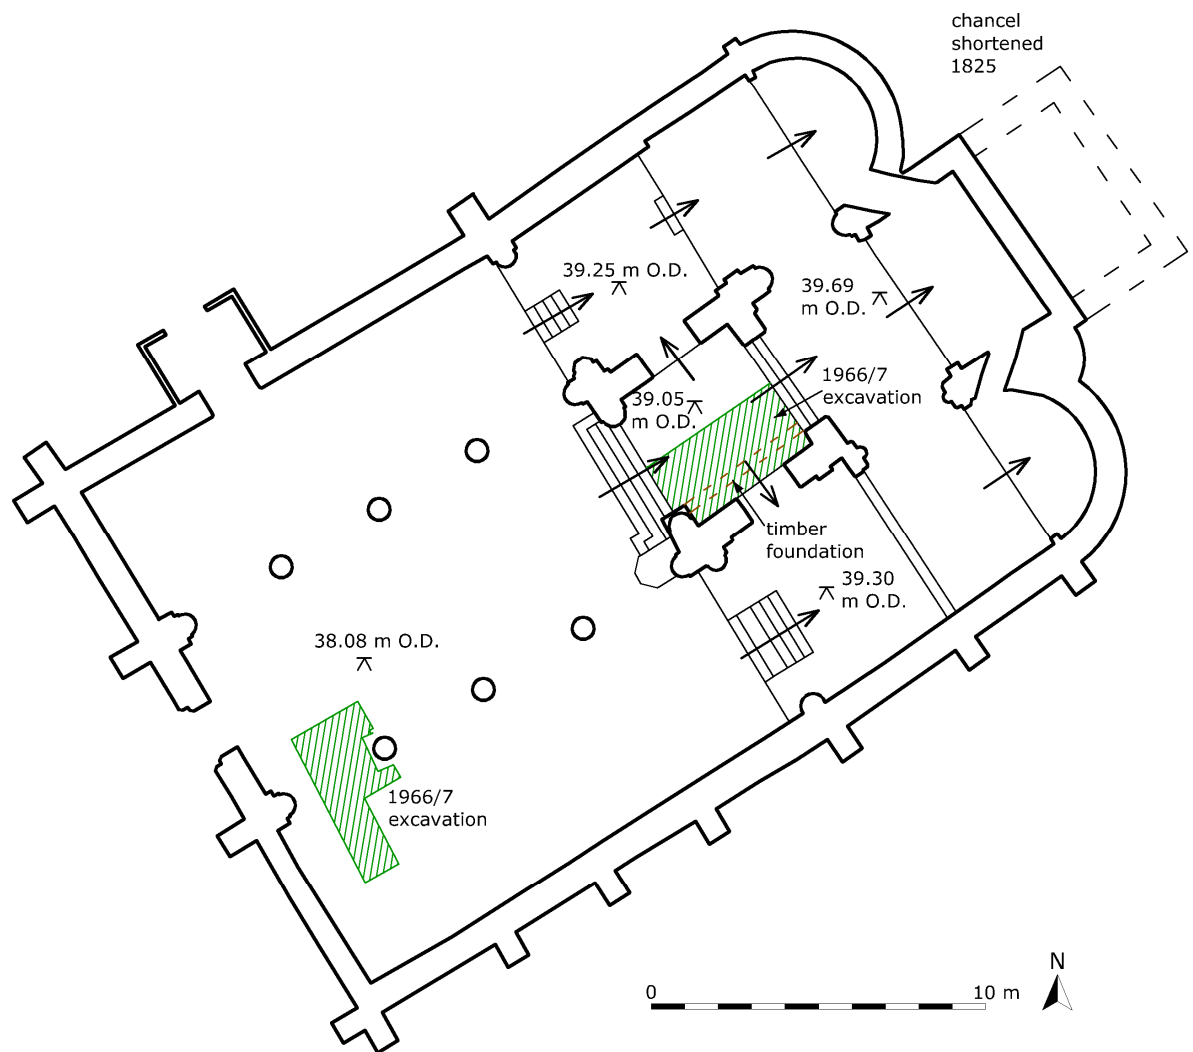 chancel
shortened
1825
39.25 m O.D.
39.69
m O.D.
1966/7
excavation
39.05
m O.D.
timber
foundation
39.30
m O.D.
38.08 m O.D.
1966/7
excavation
N
0 10 m